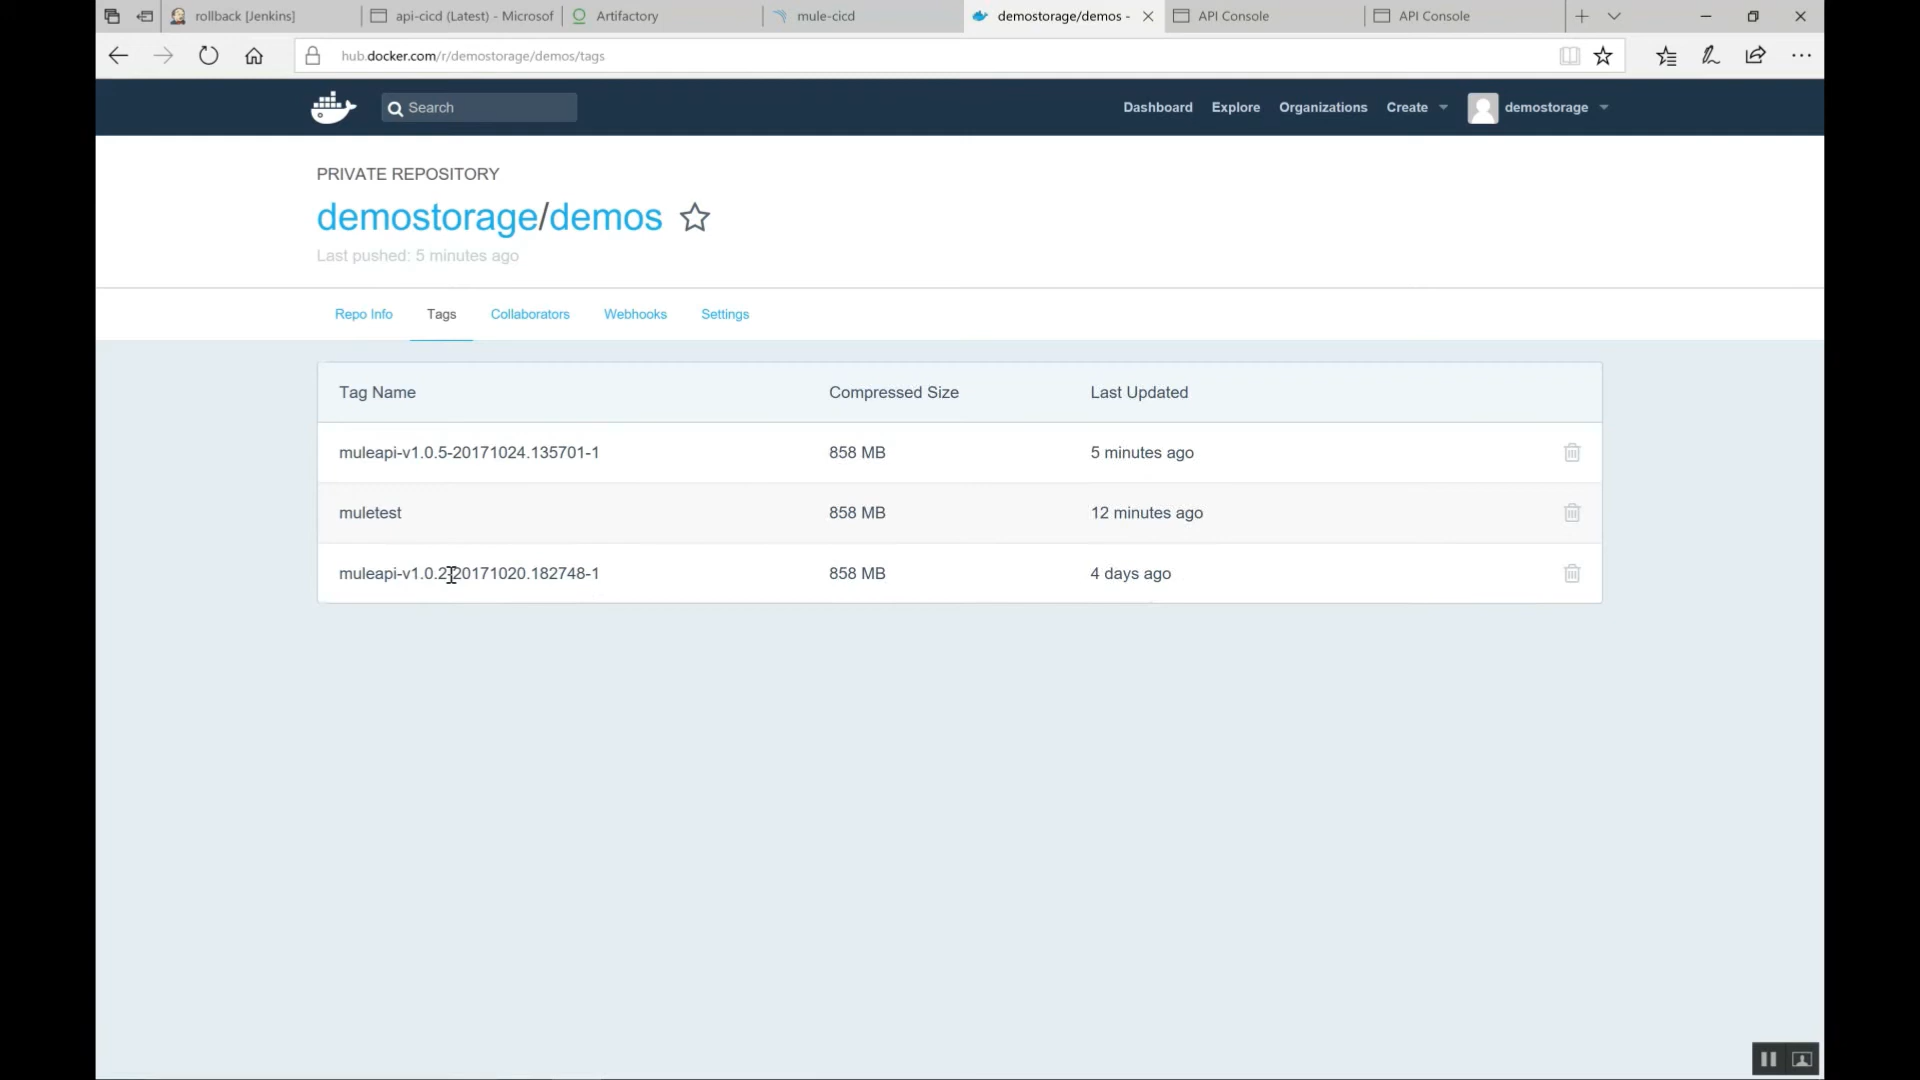 rollback [Jenkins] api-cicd (Latest) - Microsof Artifactory mule-cicd demostorage/demos - API Console API Console
hub.docker.com/r/demostorage/demos/tags
Search Dashboard Explore Organizations Create demostorage
PRIVATE REPOSITORY
demostorage/demos
Last pushed: 5 minutes ago
Repo Info Tags Collaborators Webhooks Settings
Tag Name Compressed Size Last Updated
muleapi-v1.0.5-20171024.135701-1 858 MB 5 minutes ago
muletest 858 MB 12 minutes ago
muleapi-v1.0.2-20171020.182748-1 858 MB 4 days ago